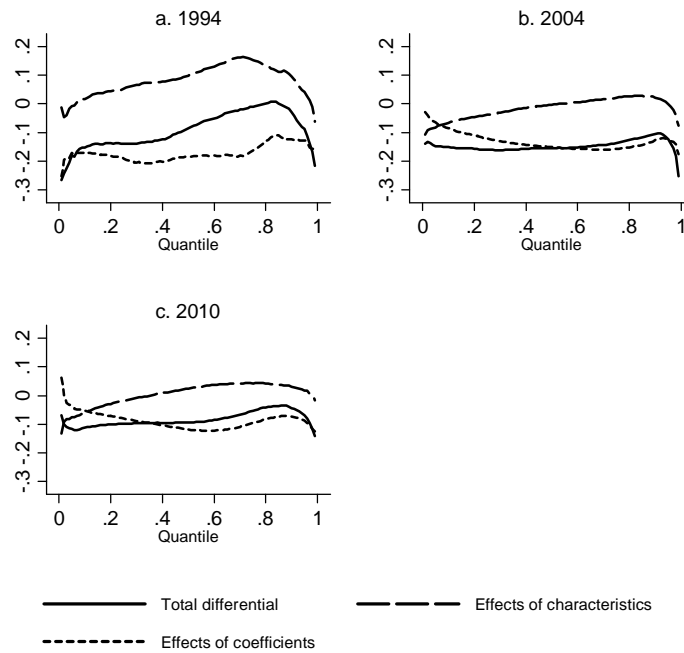 a. 1994
.2
.1
0
-.1
-.2
-.3
0 .2 .4 .6 .8 1
Quantile
b. 2004
.2
.1
0
-.1
-.2
-.3
0 .2 .4 .6 .8 1
Quantile
c. 2010
.2
.1
0
-.1
-.2
-.3
0 .2 .4 .6 .8 1
Quantile
Total differential
Effects of characteristics
Effects of coefficients